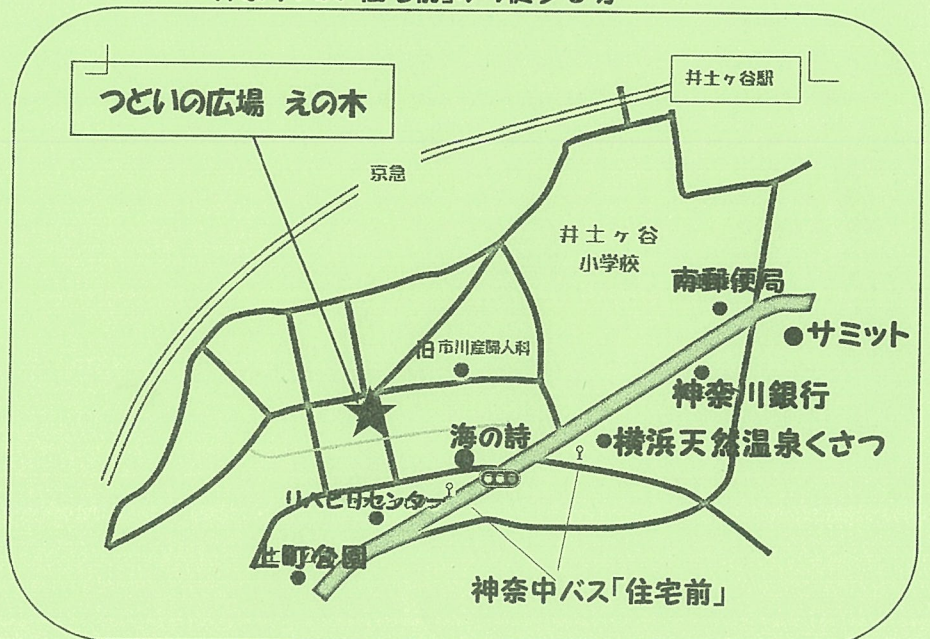 つどいの広場 えの木
井土ヶ谷駅
京急
井土ヶ谷
小学校
南郵便局
サミット
旧市川産婦人科
神奈川銀行
海の詩
横浜天然温泉くさつ
リハビリセンター
神奈中バス「住宅前」